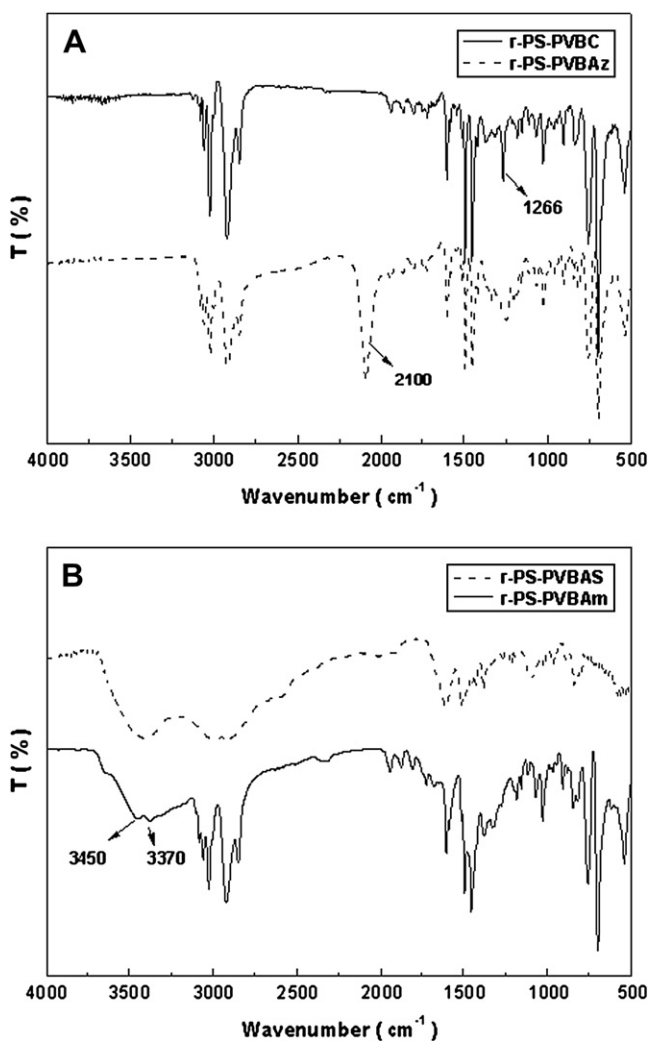 A
r-PS-PVBC
r-PS-PVBAz
1266
2100
T ( % )
4000 3500 3000 2500 2000 1500 1000 500
Wavenumber ( cm⁻¹ )
B
r-PS-PVBAS
r-PS-PVBAm
3450 3370
T ( % )
4000 3500 3000 2500 2000 1500 1000 500
Wavenumber ( cm⁻¹ )